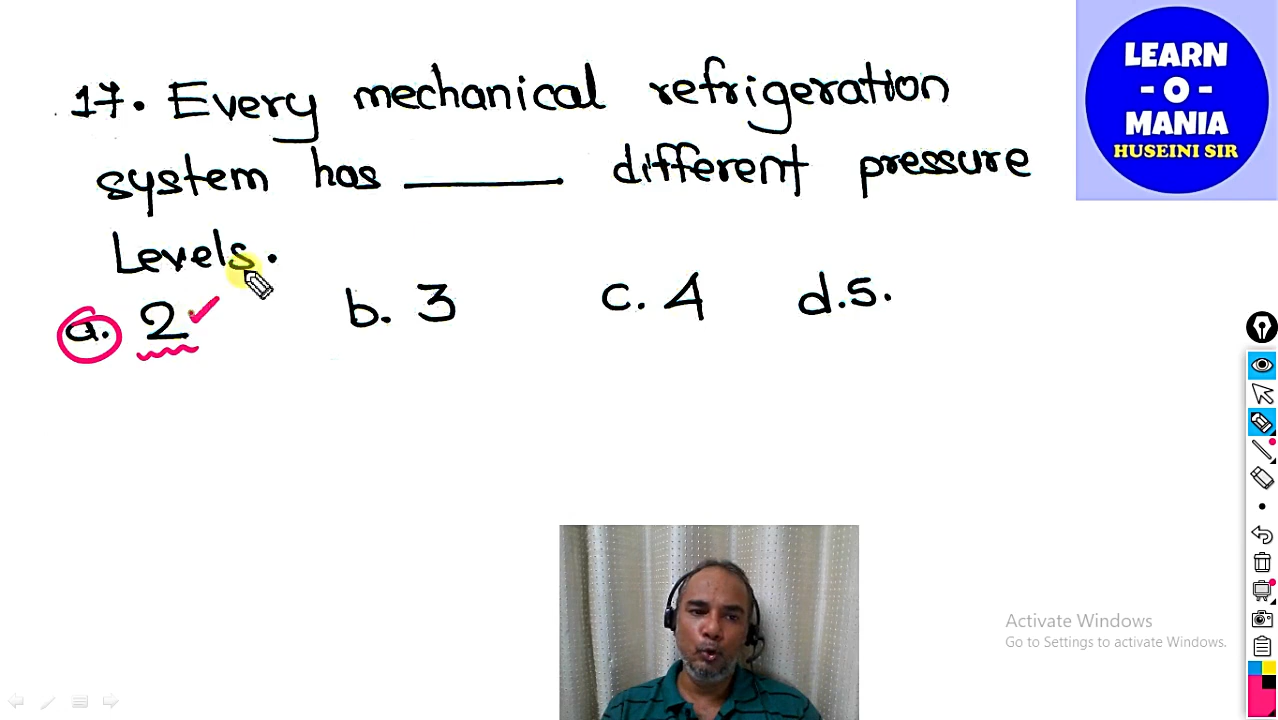 17. Every mechanical refrigeration
system has ______ different pressure
Levels.
a. 2 b. 3 c. 4 d. 5.
LEARN
- O -
MANIA
HUSEINI SIR
Activate Windows
Go to Settings to activate Windows.